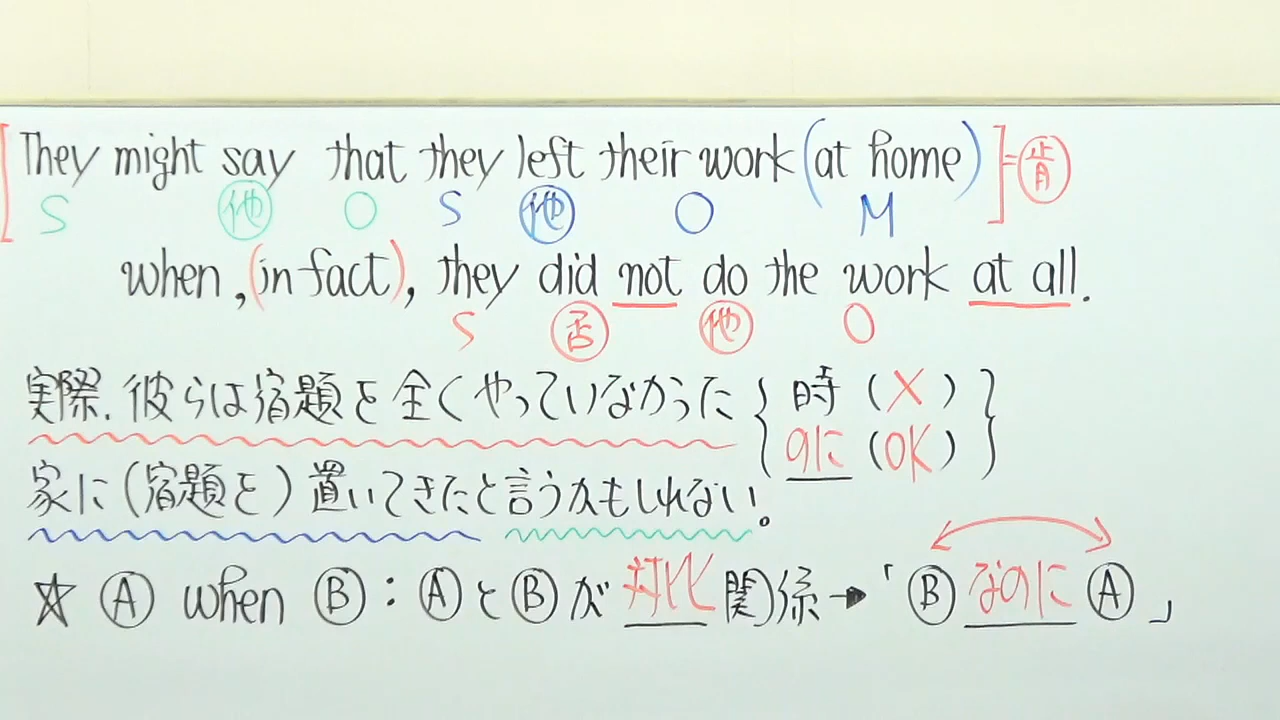 [They might say that they left their work (at home)]=肯
S 他 O S 他 O M
when, (in fact), they did not do the work at all.
S 否 他 O
実際、彼らは宿題を全くやっていなかった { 時 (X) }
のに (OK)
家に(宿題を)置いてきたと言うかもしれない。
☆ Ⓐ when Ⓑ : ⒶとⒷが対比関係→「Ⓑなのにⓐ」